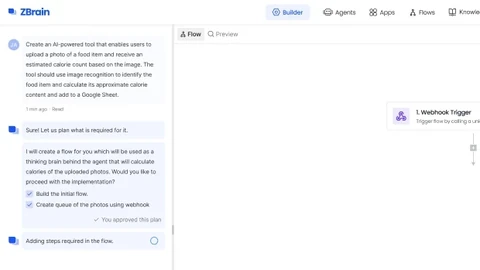 ZBrain
Builder
Agents
Apps
Flows
Flow
Preview
JA
Create an AI-powered tool that enables users to
upload a photo of a food item and receive an
estimated calorie count based on the image. The
tool should use image recognition to identify the
food item and calculate its approximate calorie
content and add to a Google Sheet.
1 min ago
Read
Sure! Let us plan what is required for it.
I will create a flow for you which will be used as a
thinking brain behind the agent that will calculate
calories of the uploaded photos. Would you like to
proceed with the implementation?
Build the initial flow.
Create queue of the photos using webhook
You approved this plan
Adding steps required in the flow.
1. Webhook Trigger
Trigger flow by calling a